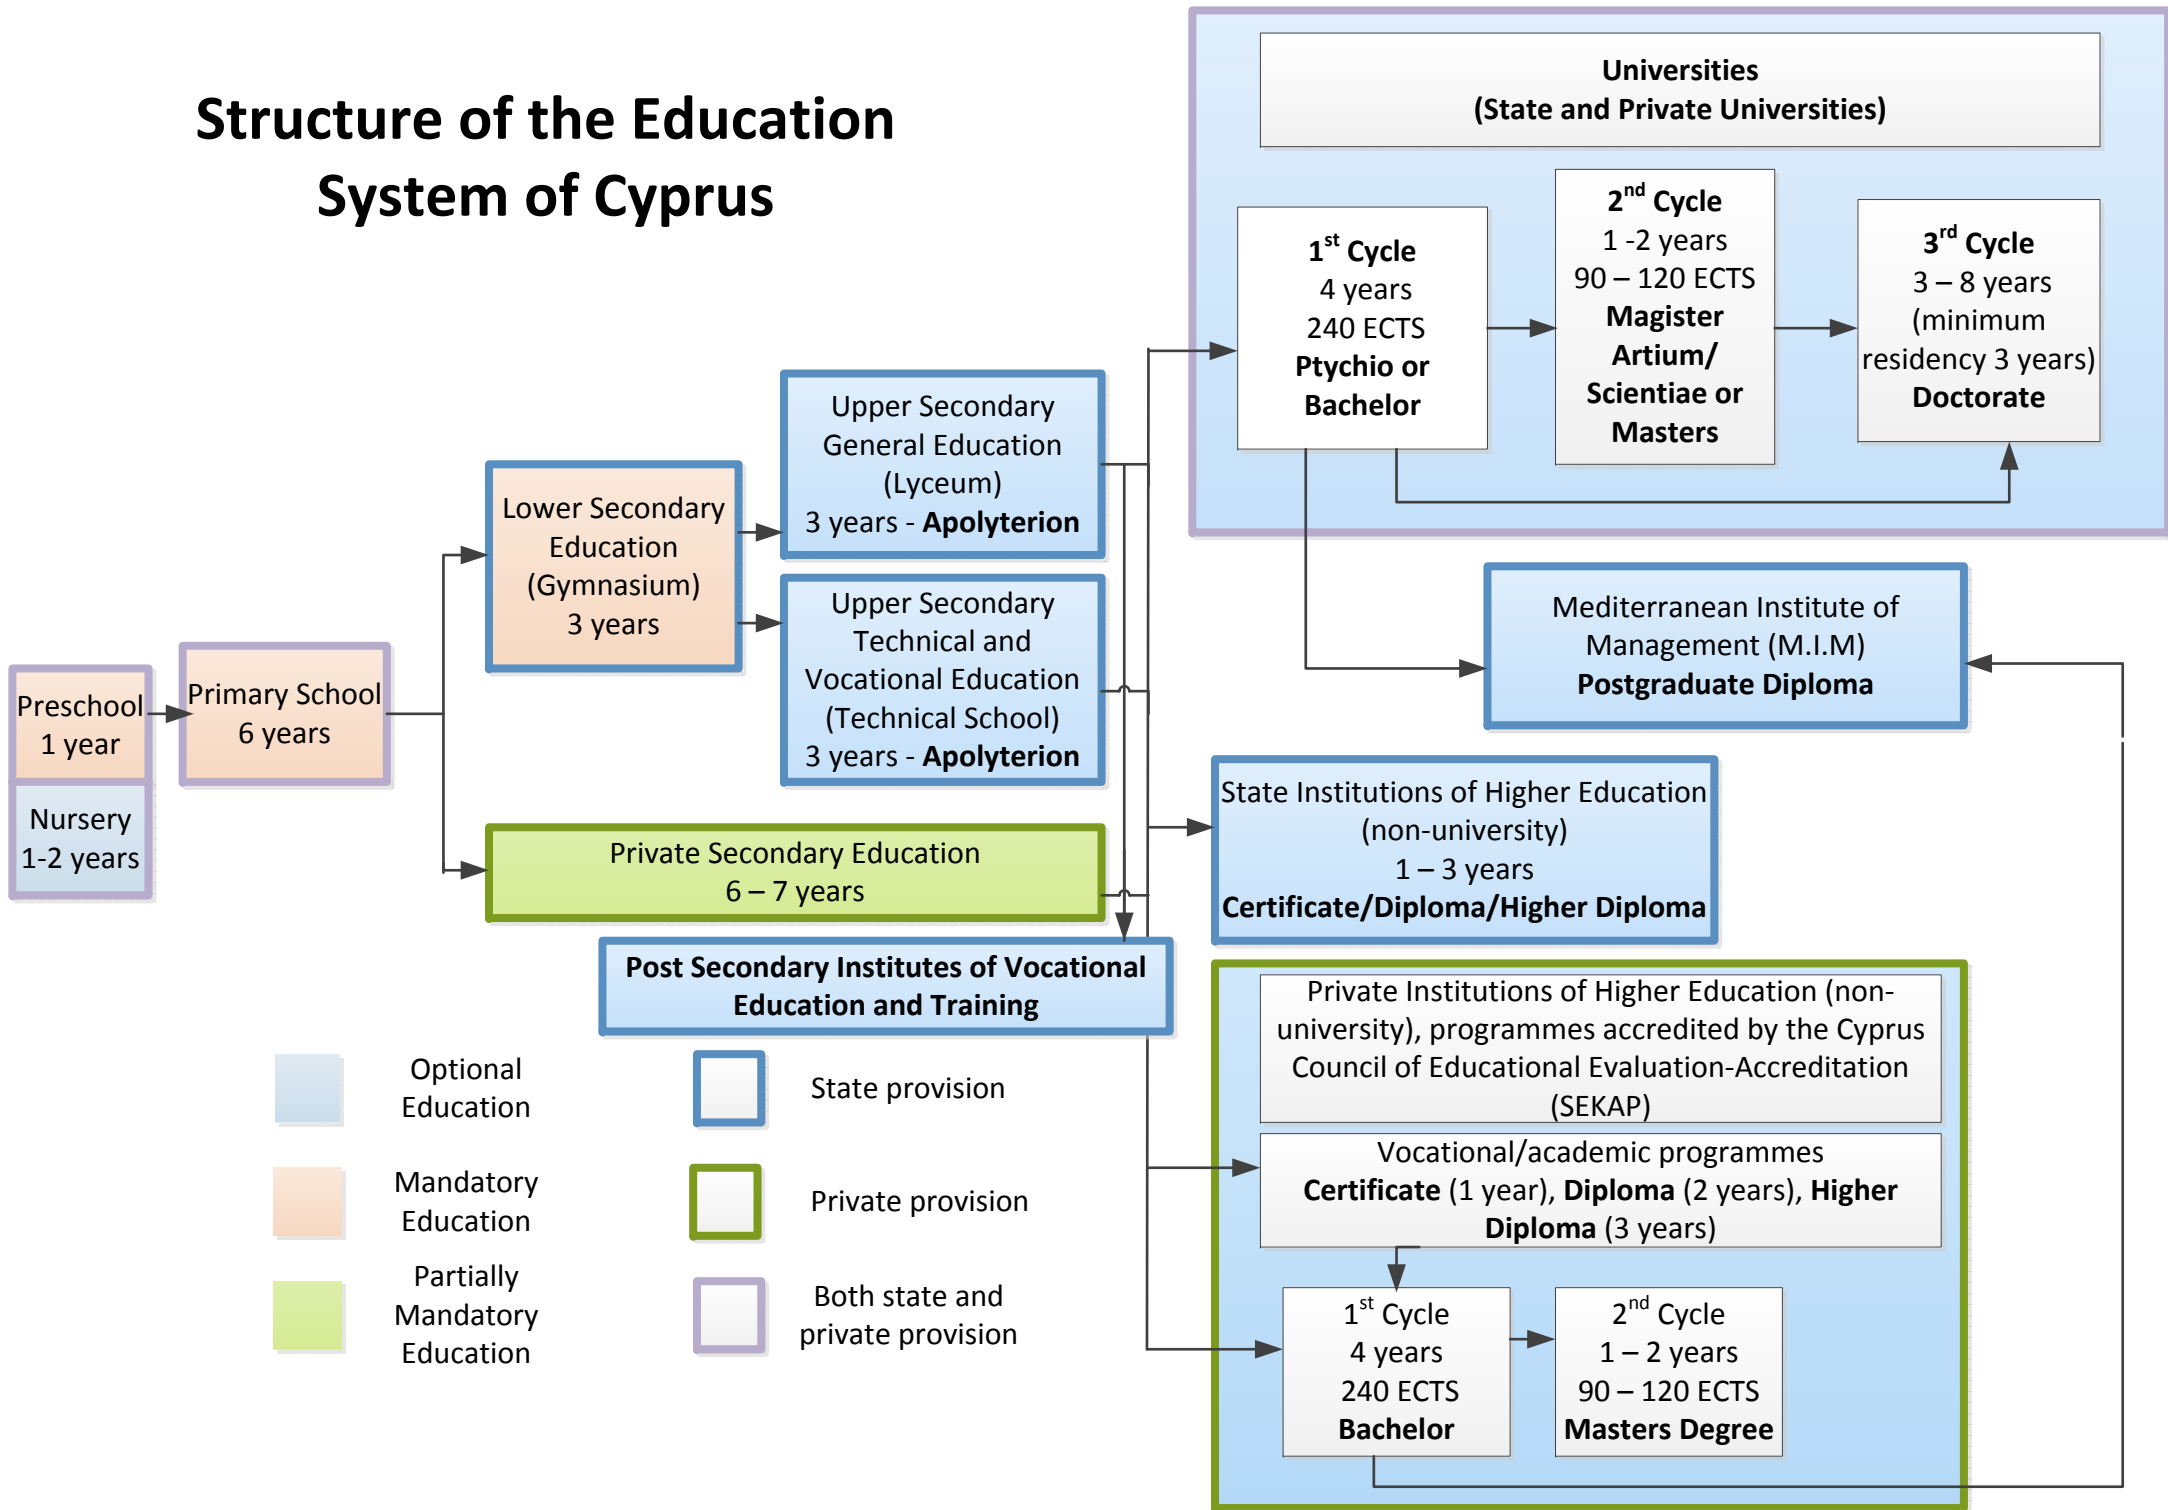 Structure of the Education
System of Cyprus
Universities
(State and Private Universities)
1st Cycle
4 years
240 ECTS
Ptychio or
Bachelor
2nd Cycle
1 -2 years
90 – 120 ECTS
Magister
Artium/
Scientiae or
Masters
3rd Cycle
3 – 8 years
(minimum
residency 3 years)
Doctorate
Upper Secondary
General Education
(Lyceum)
3 years - Apolyterion
Lower Secondary
Education
(Gymnasium)
3 years
Upper Secondary
Technical and
Vocational Education
(Technical School)
3 years - Apolyterion
Mediterranean Institute of
Management (M.I.M)
Postgraduate Diploma
Preschool
1 year
Primary School
6 years
Nursery
1-2 years
Private Secondary Education
6 – 7 years
State Institutions of Higher Education
(non-university)
1 – 3 years
Certificate/Diploma/Higher Diploma
Post Secondary Institutes of Vocational
Education and Training
Private Institutions of Higher Education (non-
university), programmes accredited by the Cyprus
Council of Educational Evaluation-Accreditation
(SEKAP)
Vocational/academic programmes
Certificate (1 year), Diploma (2 years), Higher
Diploma (3 years)
1st Cycle
4 years
240 ECTS
Bachelor
2nd Cycle
1 – 2 years
90 – 120 ECTS
Masters Degree
Optional
Education
State provision
Mandatory
Education
Private provision
Partially
Mandatory
Education
Both state and
private provision